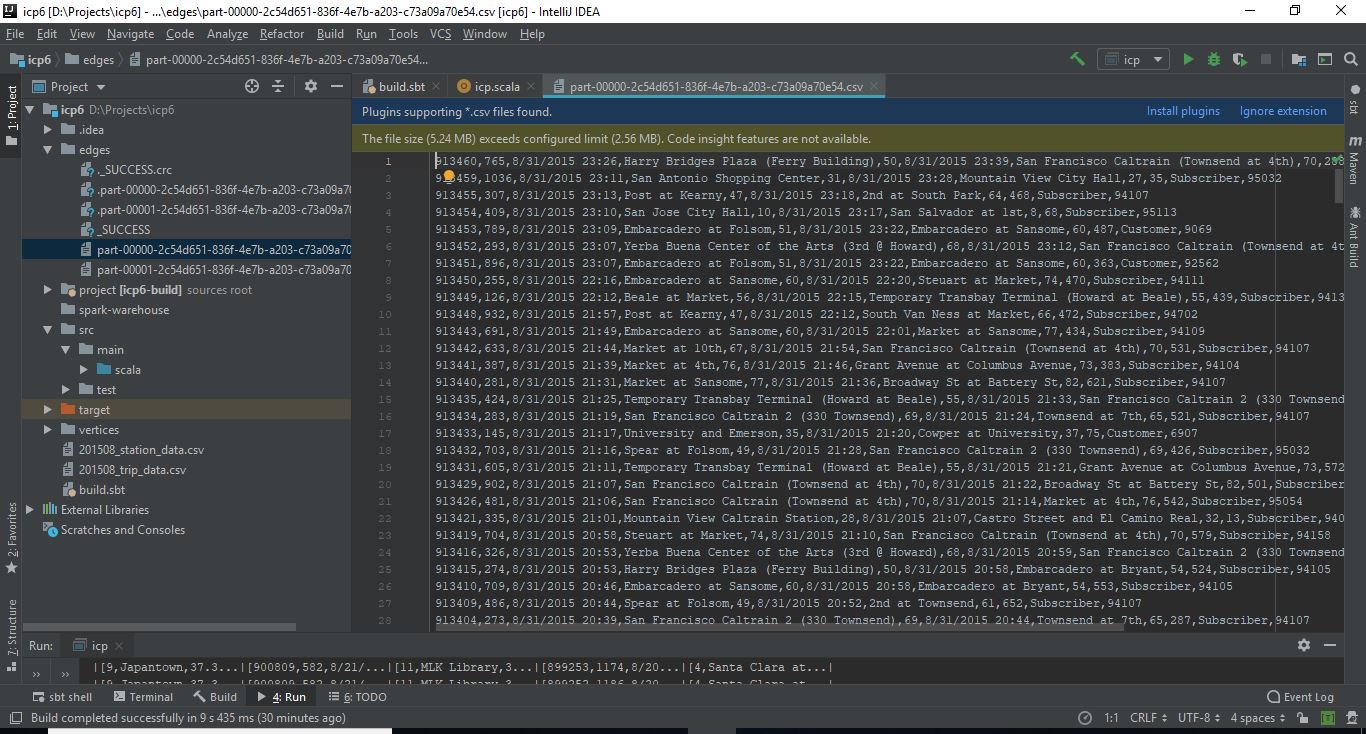 icp6 [D:\Projects\icp6] - ...\edges\part-00000-2c54d651-836f-4e7b-a203-c73a09a70e54.csv [icp6] - IntelliJ IDEA
File Edit View Navigate Code Analyze Refactor Build Run Tools VCS Window Help
icp6 edges part-00000-2c54d651-836f-4e7b-a203-c73a09a70e54... icp
Project build.sbt icp.scala part-00000-2c54d651-836f-4e7b-a203-c73a09a70e54.csv
1: Project
2: Favorites
7: Structure
icp6 D:\Projects\icp6
.idea
edges
._SUCCESS.crc
.part-00000-2c54d651-836f-4e7b-a203-c73a09a70
.part-00001-2c54d651-836f-4e7b-a203-c73a09a70
_SUCCESS
part-00000-2c54d651-836f-4e7b-a203-c73a09a70
part-00001-2c54d651-836f-4e7b-a203-c73a09a70
project [icp6-build] sources root
spark-warehouse
src
main
scala
test
target
vertices
201508_station_data.csv
201508_trip_data.csv
build.sbt
External Libraries
Scratches and Consoles
Plugins supporting *.csv files found. Install plugins Ignore extension
The file size (5.24 MB) exceeds configured limit (2.56 MB). Code insight features are not available.
1 913460,765,8/31/2015 23:26,Harry Bridges Plaza (Ferry Building),50,8/31/2015 23:39,San Francisco Caltrain (Townsend at 4th),70,
2 913459,1036,8/31/2015 23:11,San Antonio Shopping Center,31,8/31/2015 23:28,Mountain View City Hall,27,35,Subscriber,95032
3 913455,307,8/31/2015 23:13,Post at Kearny,47,8/31/2015 23:18,2nd at South Park,64,468,Subscriber,94107
4 913454,409,8/31/2015 23:10,San Jose City Hall,10,8/31/2015 23:17,San Salvador at 1st,8,68,Subscriber,95113
5 913453,789,8/31/2015 23:09,Embarcadero at Folsom,51,8/31/2015 23:22,Embarcadero at Sansome,60,487,Customer,9069
6 913452,293,8/31/2015 23:07,Yerba Buena Center of the Arts (3rd @ Howard),68,8/31/2015 23:12,San Francisco Caltrain (Townsend at 4t
7 913451,896,8/31/2015 23:07,Embarcadero at Folsom,51,8/31/2015 23:22,Embarcadero at Sansome,60,363,Customer,92562
8 913450,255,8/31/2015 22:16,Embarcadero at Sansome,60,8/31/2015 22:20,Steuart at Market,74,470,Subscriber,94111
9 913449,126,8/31/2015 22:12,Beale at Market,56,8/31/2015 22:15,Temporary Transbay Terminal (Howard at Beale),55,439,Subscriber,9413
10 913448,932,8/31/2015 21:57,Post at Kearny,47,8/31/2015 22:12,South Van Ness at Market,66,472,Subscriber,94702
11 913443,691,8/31/2015 21:49,Embarcadero at Sansome,60,8/31/2015 22:01,Market at Sansome,77,434,Subscriber,94109
12 913442,633,8/31/2015 21:44,Market at 10th,67,8/31/2015 21:54,San Francisco Caltrain (Townsend at 4th),70,531,Subscriber,94107
13 913441,387,8/31/2015 21:39,Market at 4th,76,8/31/2015 21:46,Grant Avenue at Columbus Avenue,73,383,Subscriber,94104
14 913440,281,8/31/2015 21:31,Market at Sansome,77,8/31/2015 21:36,Broadway St at Battery St,82,621,Subscriber,94107
15 913435,424,8/31/2015 21:25,Temporary Transbay Terminal (Howard at Beale),55,8/31/2015 21:33,San Francisco Caltrain 2 (330 Townsend
16 913434,283,8/31/2015 21:19,San Francisco Caltrain 2 (330 Townsend),69,8/31/2015 21:24,Townsend at 7th,65,521,Subscriber,94107
17 913433,145,8/31/2015 21:17,University and Emerson,35,8/31/2015 21:20,Cowper at University,37,75,Customer,6907
18 913432,703,8/31/2015 21:16,Spear at Folsom,49,8/31/2015 21:28,San Francisco Caltrain 2 (330 Townsend),69,426,Subscriber,95032
19 913431,605,8/31/2015 21:11,Temporary Transbay Terminal (Howard at Beale),55,8/31/2015 21:21,Grant Avenue at Columbus Avenue,73,572
20 913429,902,8/31/2015 21:07,San Francisco Caltrain (Townsend at 4th),70,8/31/2015 21:22,Broadway St at Battery St,82,501,Subscriber
21 913426,481,8/31/2015 21:06,San Francisco Caltrain (Townsend at 4th),70,8/31/2015 21:14,Market at 4th,76,542,Subscriber,95054
22 913421,335,8/31/2015 21:01,Mountain View Caltrain Station,28,8/31/2015 21:07,Castro Street and El Camino Real,32,13,Subscriber,940
23 913419,704,8/31/2015 20:58,Steuart at Market,74,8/31/2015 21:10,San Francisco Caltrain (Townsend at 4th),70,579,Subscriber,94158
24 913416,326,8/31/2015 20:53,Yerba Buena Center of the Arts (3rd @ Howard),68,8/31/2015 20:59,San Francisco Caltrain 2 (330 Townsend
25 913415,274,8/31/2015 20:53,Harry Bridges Plaza (Ferry Building),50,8/31/2015 20:58,Embarcadero at Bryant,54,524,Subscriber,94105
26 913410,709,8/31/2015 20:46,Embarcadero at Sansome,60,8/31/2015 20:58,Embarcadero at Bryant,54,553,Subscriber,94105
27 913409,486,8/31/2015 20:44,Spear at Folsom,49,8/31/2015 20:52,2nd at Townsend,61,652,Subscriber,94107
28 913404,273,8/31/2015 20:39,San Francisco Caltrain 2 (330 Townsend),69,8/31/2015 20:44,Townsend at 7th,65,287,Subscriber,94107
sbt
Maven
Ant Build
Run: icp
|[9,Japantown,37.3...|[900809,582,8/21/...|[11,MLK Library,3...|[899253,1174,8/20...|[4,Santa Clara at...|
sbt shell Terminal Build 4: Run 6: TODO Event Log
Build completed successfully in 9 s 435 ms (30 minutes ago) 1:1 CRLF UTF-8 4 spaces